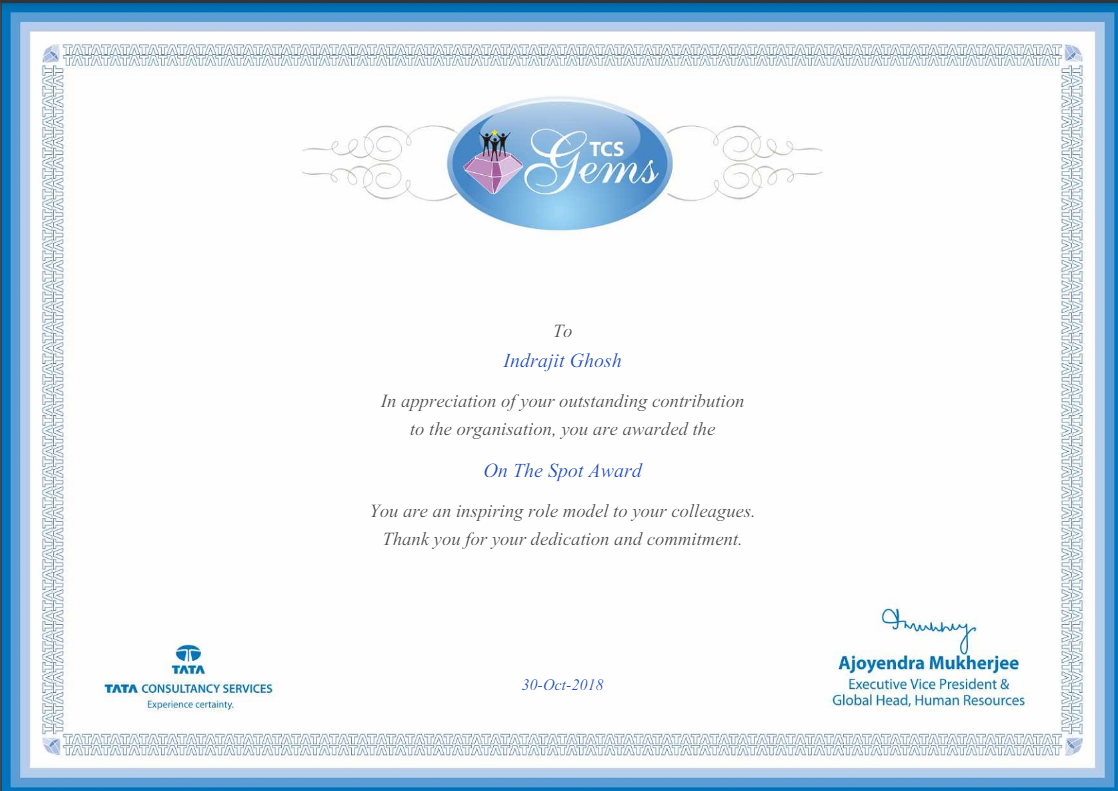 TCS
Gems
To
Indrajit Ghosh
In appreciation of your outstanding contribution
to the organisation, you are awarded the
On The Spot Award
You are an inspiring role model to your colleagues.
Thank you for your dedication and commitment.
TATA
TATA CONSULTANCY SERVICES
Experience certainty.
30-Oct-2018
Ajoyendra Mukherjee
Executive Vice President &
Global Head, Human Resources